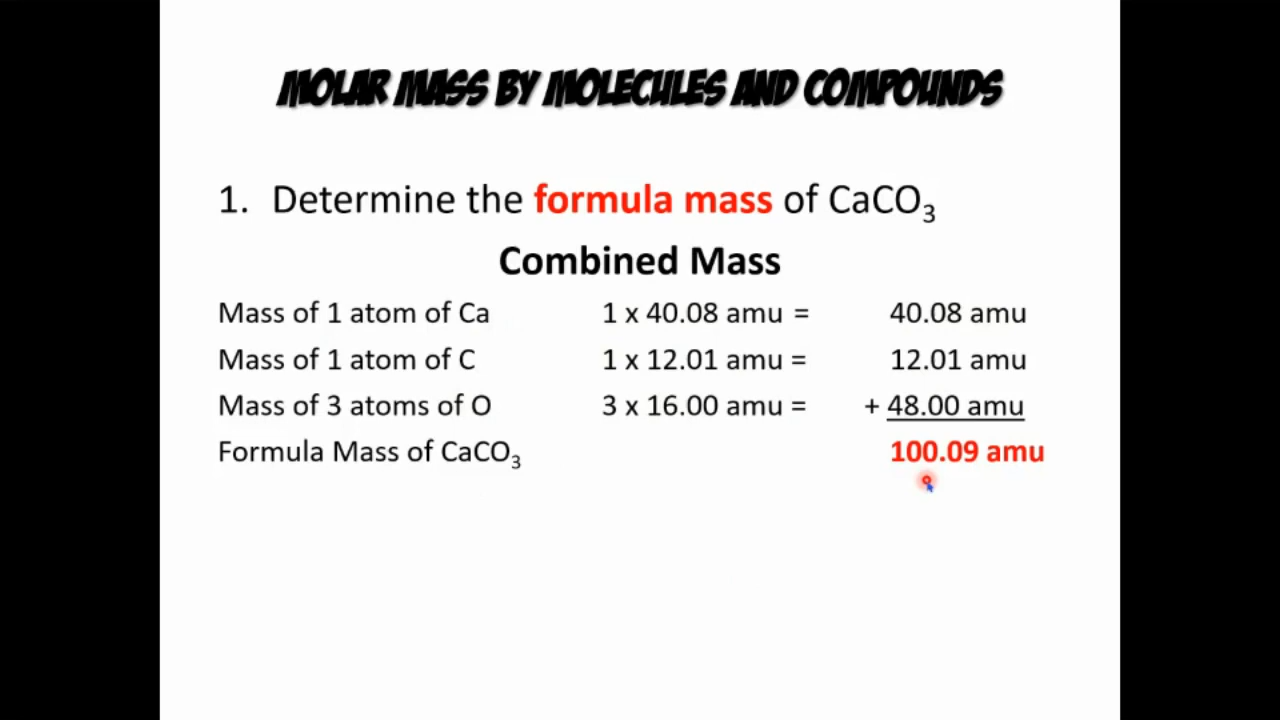 MOLAR MASS BY MOLECULES AND COMPOUNDS
1. Determine the formula mass of CaCO₃
Combined Mass
Mass of 1 atom of Ca 1 x 40.08 amu = 40.08 amu
Mass of 1 atom of C 1 x 12.01 amu = 12.01 amu
Mass of 3 atoms of O 3 x 16.00 amu = + 48.00 amu
Formula Mass of CaCO₃ 100.09 amu